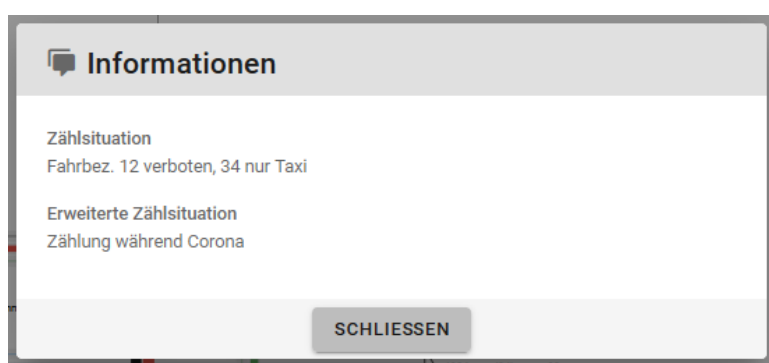 Informationen
Zählsituation
Fahrbez. 12 verboten, 34 nur Taxi
Erweiterte Zählsituation
Zählung während Corona
SCHLIESSEN